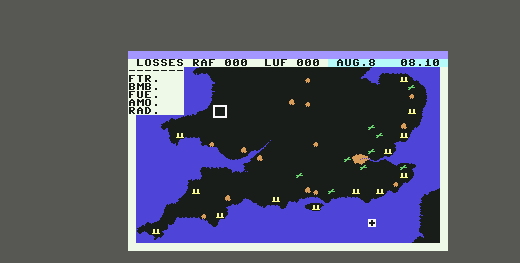 LOSSES RAF 000 LUF 000 AUG.8 08.10
FTR.
BMB.
FUE.
AMO.
RAD.